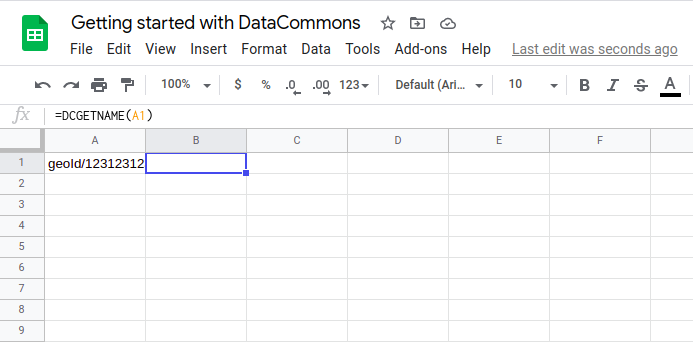 Getting started with DataCommons
File Edit View Insert Format Data Tools Add-ons Help Last edit was seconds ago
100% $ % .0 .00 123 Default (Ari... 10 B I S A
fx =DCGETNAME(A1)
A B C D E F
1 geoId/12312312
2
3
4
5
6
7
8
9